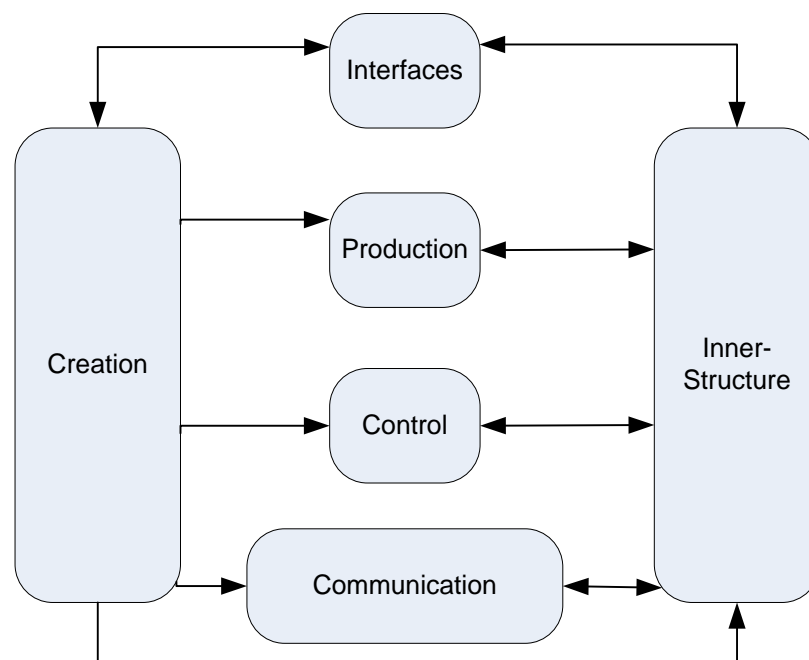 Interfaces
Production
Creation
Inner-
Structure
Control
Communication